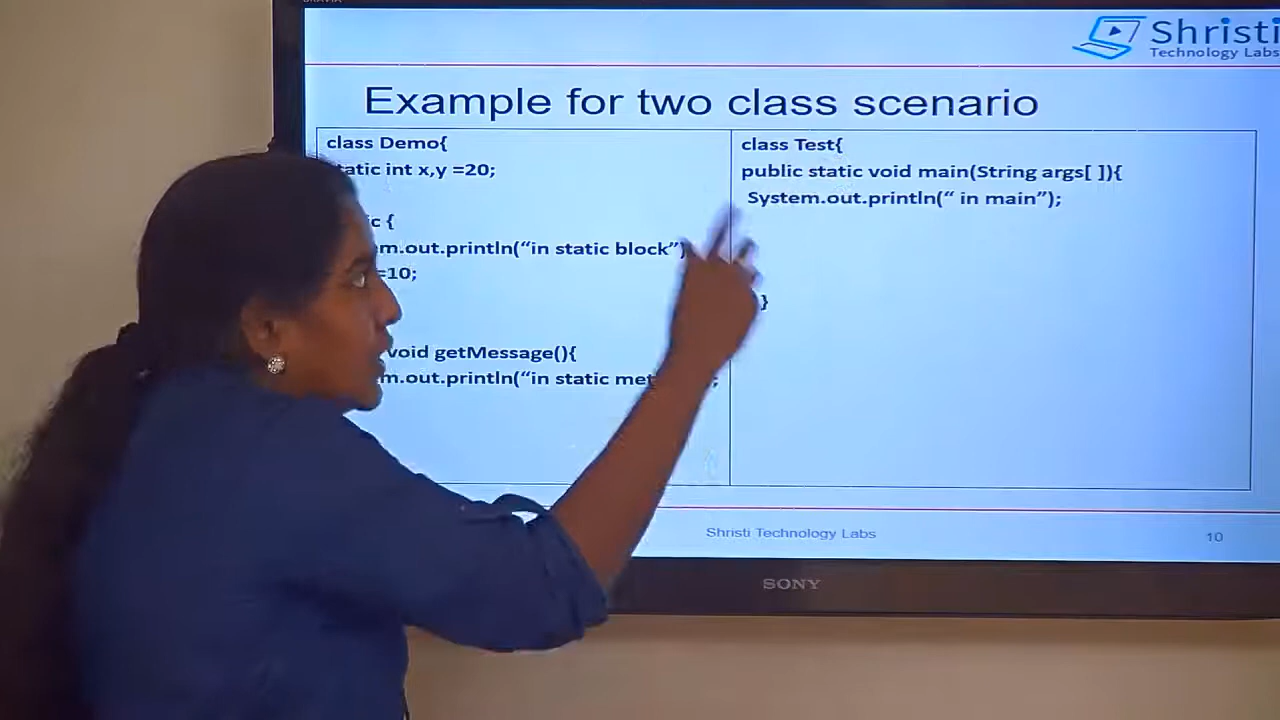 Shristi
Technology Labs
Example for two class scenario
class Demo{
static int x,y =20;
{
System.out.println(“in static block”)
=10;
void getMessage(){
System.out.println(“in static
class Test{
public static void main(String args[ ]){
System.out.println(“ in main”);
}
Shristi Technology Labs
10
SONY